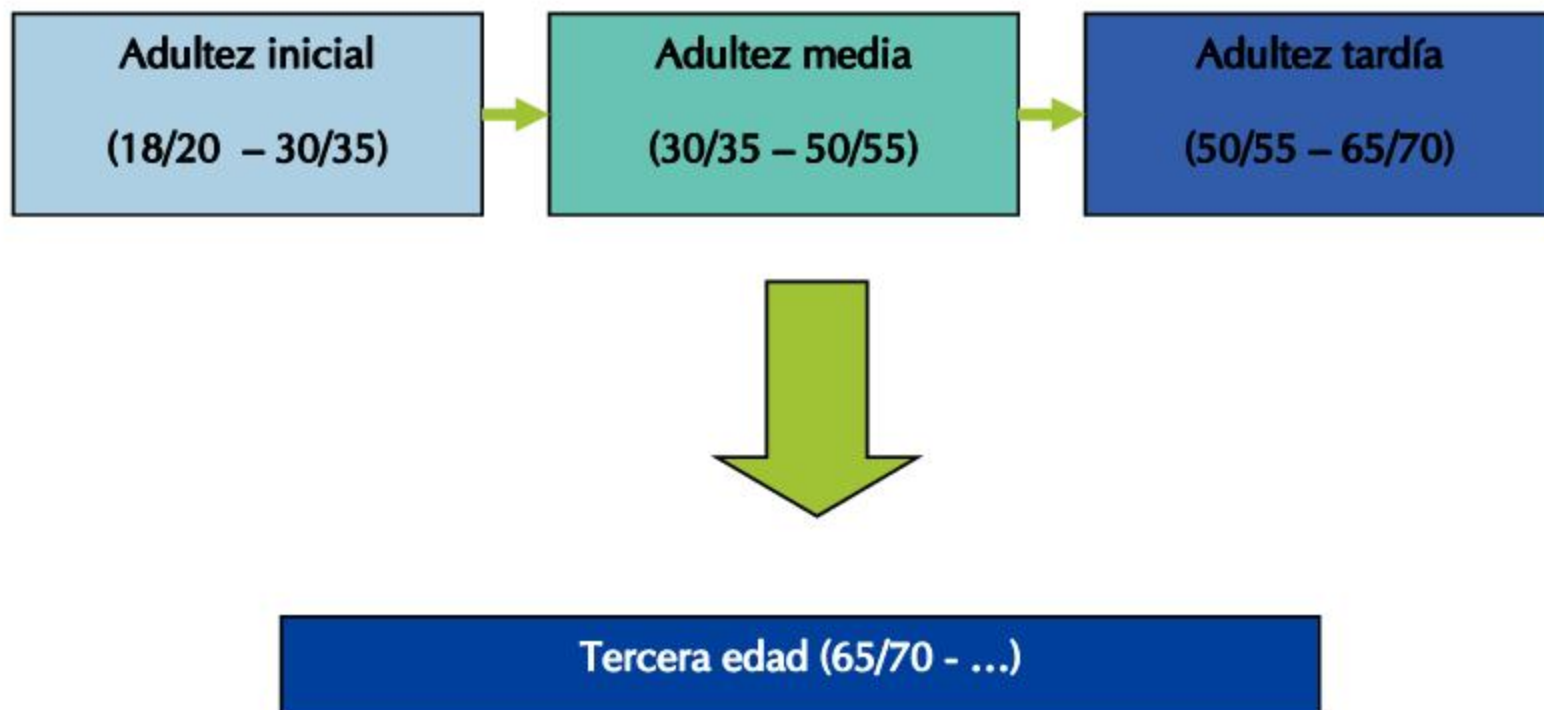 Adultez inicial
(18/20 – 30/35)
Adultez media
(30/35 – 50/55)
Adultez tardía
(50/55 – 65/70)
Tercera edad (65/70 - ...)